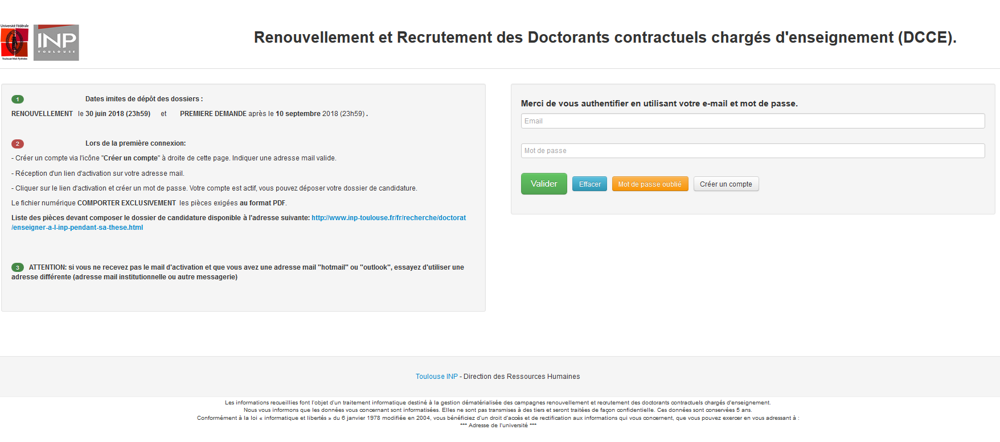 Université Fédérale
Toulouse Midi-Pyrénées
INP
TOULOUSE
Renouvellement et Recrutement des Doctorants contractuels chargés d'enseignement (DCCE).
1 Dates imites de dépôt des dossiers :
RENOUVELLEMENT le 30 juin 2018 (23h59) et PREMIERE DEMANDE après le 10 septembre 2018 (23h59) .
2 Lors de la première connexion:
- Créer un compte via l'icône "Créer un compte" à droite de cette page. Indiquer une adresse mail valide.
- Réception d'un lien d'activation sur votre adresse mail.
- Cliquer sur le lien d'activation et créer un mot de passe. Votre compte est actif, vous pouvez déposer votre dossier de candidature.
Le fichier numérique COMPORTER EXCLUSIVEMENT les pièces exigées au format PDF.
Liste des pièces devant composer le dossier de candidature disponible à l'adresse suivante: http://www.inp-toulouse.fr/fr/recherche/doctorat
/enseigner-a-l-inp-pendant-sa-these.html
3 ATTENTION: si vous ne recevez pas le mail d'activation et que vous avez une adresse mail "hotmail" ou "outlook", essayez d'utiliser une
adresse différente (adresse mail institutionnelle ou autre messagerie)
Merci de vous authentifier en utilisant votre e-mail et mot de passe.
Email
Mot de passe
Valider Effacer Mot de passe oublié Créer un compte
Toulouse INP - Direction des Ressources Humaines
Les informations recueillies font l'objet d'un traitement informatique destiné à la gestion dématérialisée des campagnes renouvellement et recrutement des doctorants contractuels chargés d'enseignement.
Nous vous informons que les données vous concernant sont informatisées. Elles ne sont pas transmises à des tiers et seront traitées de façon confidentielle. Ces données sont conservées 5 ans.
Conformément à la loi « informatique et libertés » du 6 janvier 1978 modifiée en 2004, vous bénéficiez d'un droit d'accès et de rectification aux informations qui vous concernent, que vous pouvez exercer en vous adressant à :
*** Adresse de l'université ***